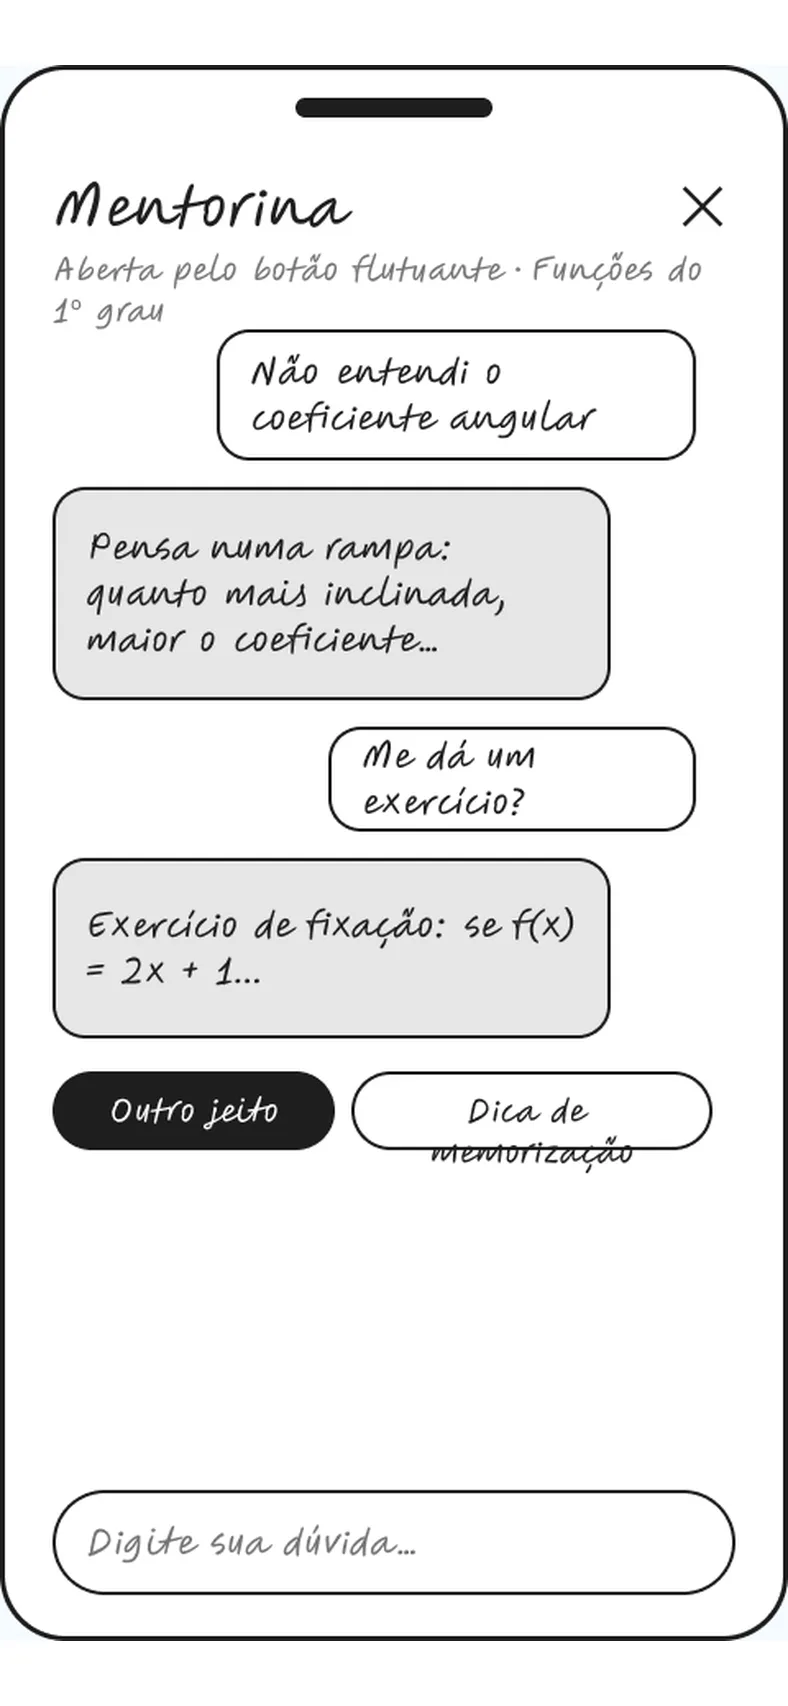 Mentorina
Aberta pelo botão flutuante · Funções do
1º grau
Não entendi o
coeficiente angular
Pensa numa rampa:
quanto mais inclinada,
maior o coeficiente...
Me dá um
exercício?
Exercício de fixação: se f(x)
= 2x + 1...
Outro jeito
Dica de
memorização
Digite sua dúvida...